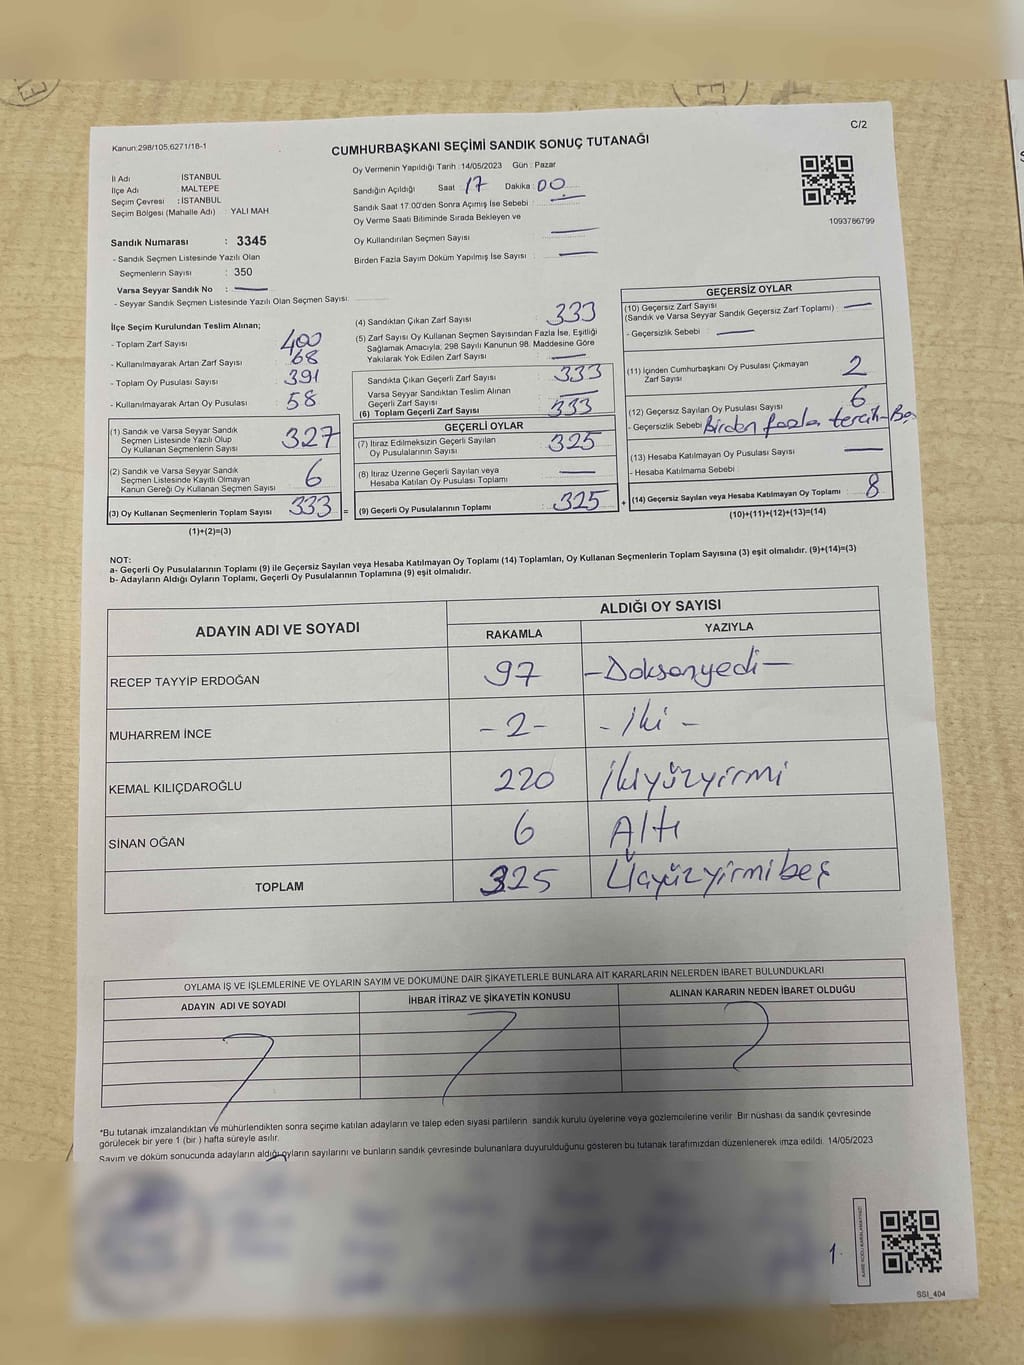 C/2
Kanun:298/105,6271/18-1
CUMHURBAŞKANI SEÇİMİ SANDIK SONUÇ TUTANAĞI
Oy Vermenin Yapıldığı Tarih :14/05/2023 Gün : Pazar
İl Adı İSTANBUL
İlçe Adı MALTEPE
Seçim Çevresi : İSTANBUL
Seçim Bölgesi (Mahalle Adı) : YALI MAH
Sandığın Açıldığı Saat : 17 Dakika : 00
Sandık Saat 17:00'den Sonra Açımış İse Sebebi :
Oy Verme Saati Bitiminde Sırada Bekleyen ve
Oy Kullandırılan Seçmen Sayısı
Birden Fazla Sayım Döküm Yapılmış İse Sayısı :
1093786799
Sandık Numarası : 3345
- Sandık Seçmen Listesinde Yazılı Olan
Seçmenlerin Sayısı : 350
Varsa Seyyar Sandık No : —
- Seyyar Sandık Seçmen Listesinde Yazılı Olan Seçmen Sayısı:
İlçe Seçim Kurulundan Teslim Alınan;
- Toplam Zarf Sayısı : 400
- Kullanılmayarak Artan Zarf Sayısı : 68
- Toplam Oy Pusulası Sayısı : 391
- Kullanılmayarak Artan Oy Pusulası : 58
(1) Sandık ve Varsa Seyyar Sandık
Seçmen Listesinde Yazılı Olup
Oy Kullanan Seçmenlerin Sayısı : 327
(2) Sandık ve Varsa Seyyar Sandık
Seçmen Listesinde Kayıtlı Olmayan
Kanun Gereği Oy Kullanan Seçmen Sayısı : 6
(3) Oy Kullanan Seçmenlerin Toplam Sayısı : 333 =
(1)+(2)=(3)
(4) Sandıktan Çıkan Zarf Sayısı : 333
(5) Zarf Sayısı Oy Kullanan Seçmen Sayısından Fazla İse, Eşitliği
Sağlamak Amacıyla; 298 Sayılı Kanunun 98. Maddesine Göre
Yakılarak Yok Edilen Zarf Sayısı : —
Sandıkta Çıkan Geçerli Zarf Sayısı : 333
Varsa Seyyar Sandıktan Teslim Alınan
Geçerli Zarf Sayısı : —
(6) Toplam Geçerli Zarf Sayısı : 333
GEÇERLİ OYLAR
(7) İtiraz Edilmeksizin Geçerli Sayılan
Oy Pusulalarının Sayısı : 325
(8) İtiraz Üzerine Geçerli Sayılan veya
Hesaba Katılan Oy Pusulası Toplamı : —
(9) Geçerli Oy Pusulalarının Toplamı : 325 +
GEÇERSİZ OYLAR
(10) Geçersiz Zarf Sayısı
(Sandık ve Varsa Seyyar Sandık Geçersiz Zarf Toplamı) : —
- Geçersizlik Sebebi : —
(11) İçinden Cumhurbaşkanı Oy Pusulası Çıkmayan
Zarf Sayısı : 2
(12) Geçersiz Sayılan Oy Pusulası Sayısı : 6
- Geçersizlik Sebebi : Birden fazla tercih-Boş
(13) Hesaba Katılmayan Oy Pusulası Sayısı : —
- Hesaba Katılmama Sebebi :
(14) Geçersiz Sayılan veya Hesaba Katılmayan Oy Toplamı : 8
(10)+(11)+(12)+(13)=(14)
NOT:
a- Geçerli Oy Pusulalarının Toplamı (9) ile Geçersiz Sayılan veya Hesaba Katılmayan Oy Toplamı (14) Toplamları, Oy Kullanan Seçmenlerin Toplam Sayısına (3) eşit olmalıdır. (9)+(14)=(3)
b- Adayların Aldığı Oyların Toplamı, Geçerli Oy Pusulalarının Toplamına (9) eşit olmalıdır.
ADAYIN ADI VE SOYADI ALDIĞI OY SAYISI
RAKAMLA YAZIYLA
RECEP TAYYİP ERDOĞAN 97 -Doksanyedi-
MUHARREM İNCE -2- -iki-
KEMAL KILIÇDAROĞLU 220 ikiyüzyirmi
SİNAN OĞAN 6 Altı
TOPLAM 325 Üçyüzyirmibeş
OYLAMA İŞ VE İŞLEMLERİNE VE OYLARIN SAYIM VE DÖKÜMÜNE DAİR ŞİKAYETLERLE BUNLARA AİT KARARLARIN NELERDEN İBARET BULUNDUKLARI
ADAYIN ADI VE SOYADI İHBAR İTİRAZ VE ŞİKAYETİN KONUSU ALINAN KARARIN NEDEN İBARET OLDUĞU
*Bu tutanak imzalandıktan ve mühürlendikten sonra seçime katılan adayların ve talep eden siyasi partilerin sandık kurulu üyelerine veya gözlemcilerine verilir. Bir nüshası da sandık çevresinde
görülecek bir yere 1 (bir) hafta süreyle asılır.
Sayım ve döküm sonucunda adayların aldığı oyların sayılarını ve bunların sandık çevresinde bulunanlara duyurulduğunu gösteren bu tutanak tarafımızdan düzenlenerek imza edildi. 14/05/2023
1.
KARE KODU KARALAMAYINIZ!
SSI_404